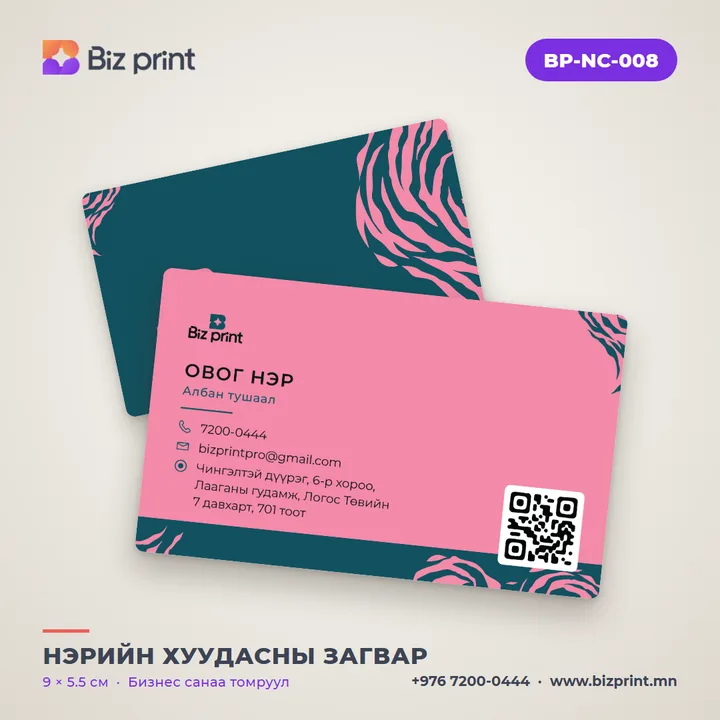 Biz print
BP-NC-008
Biz print
ОВОГ НЭР
Албан тушаал
7200-0444
bizprintpro@gmail.com
Чингэлтэй дүүрэг, 6-р хороо,
Лааганы гудамж, Логос Төвийн
7 давхарт, 701 тоот
НЭРИЙН ХУУДАСНЫ ЗАГВАР
9 × 5.5 см · Бизнес санаа томруул
+976 7200-0444 · www.bizprint.mn